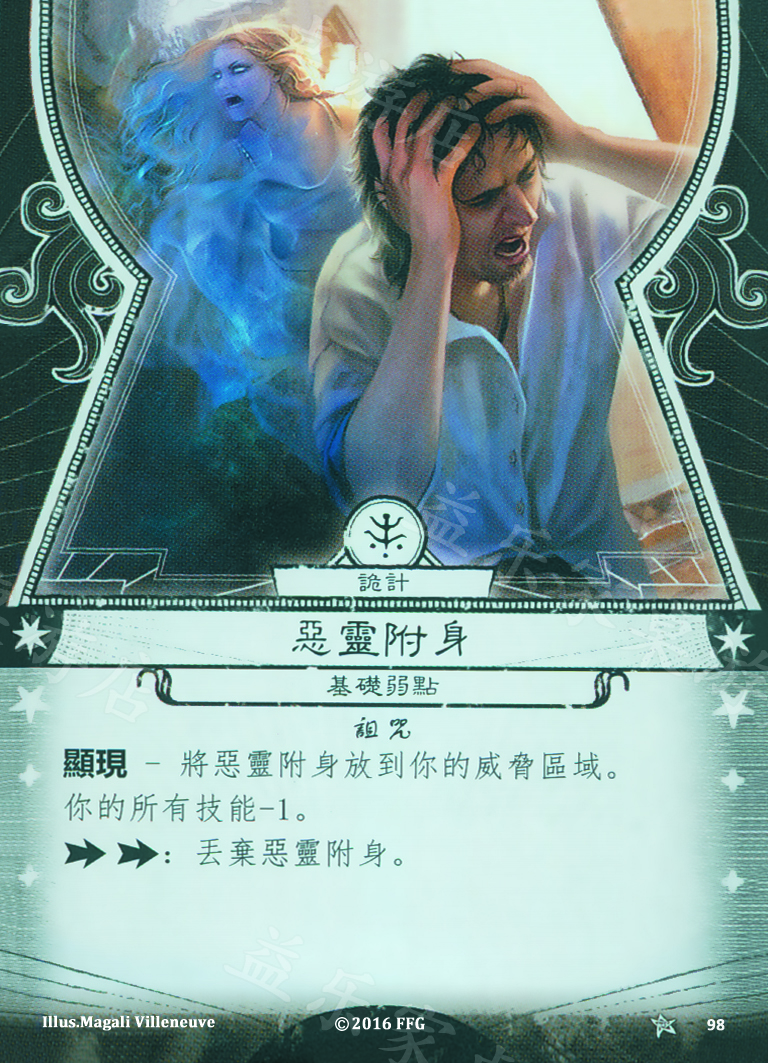 詭計
惡靈附身
基礎弱點
詛咒
顯現 – 將惡靈附身放到你的威脅區域。
你的所有技能-1。
: 丟棄惡靈附身。
Illus.Magali Villeneuve
©2016 FFG
98